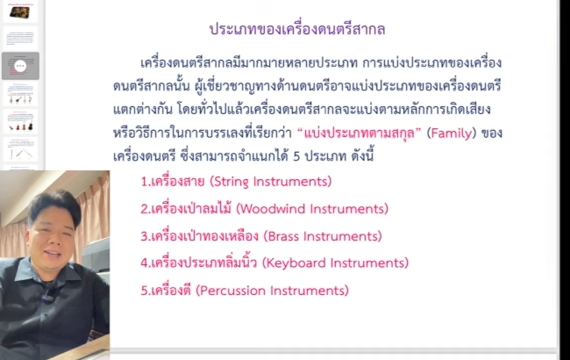 ประเภทของเครื่องดนตรีสากล
เครื่องดนตรีสากลมีมากมายหลายประเภท การแบ่งประเภทของเครื่อง
ดนตรีสากลนั้น ผู้เชี่ยวชาญทางด้านดนตรีอาจแบ่งประเภทของเครื่องดนตรี
แตกต่างกัน โดยทั่วไปแล้วเครื่องดนตรีสากลจะแบ่งตามหลักการเกิดเสียง
หรือวิธีการในการบรรเลงที่เรียกว่า “แบ่งประเภทตามสกุล” (Family) ของ
เครื่องดนตรี ซึ่งสามารถจำแนกได้ 5 ประเภท ดังนี้
1.เครื่องสาย (String Instruments)
2.เครื่องเป่าลมไม้ (Woodwind Instruments)
3.เครื่องเป่าทองเหลือง (Brass Instruments)
4.เครื่องประเภทลิ่มนิ้ว (Keyboard Instruments)
5.เครื่องตี (Percussion Instruments)